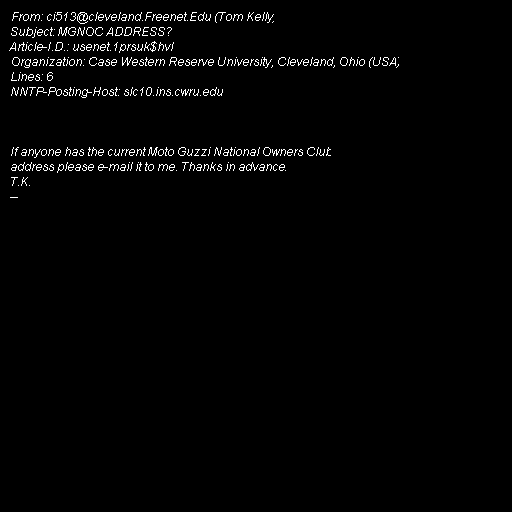 From: ci513@cleveland.Freenet.Edu (Tom Kelly)
Subject: MGNOC ADDRESS?
Article-I.D.: usenet.1prsuk$hvl
Organization: Case Western Reserve University, Cleveland, Ohio (USA)
Lines: 6
NNTP-Posting-Host: slc10.ins.cwru.edu
If anyone has the current Moto Guzzi National Owners Club
address please e-mail it to me. Thanks in advance.
T.K.
--